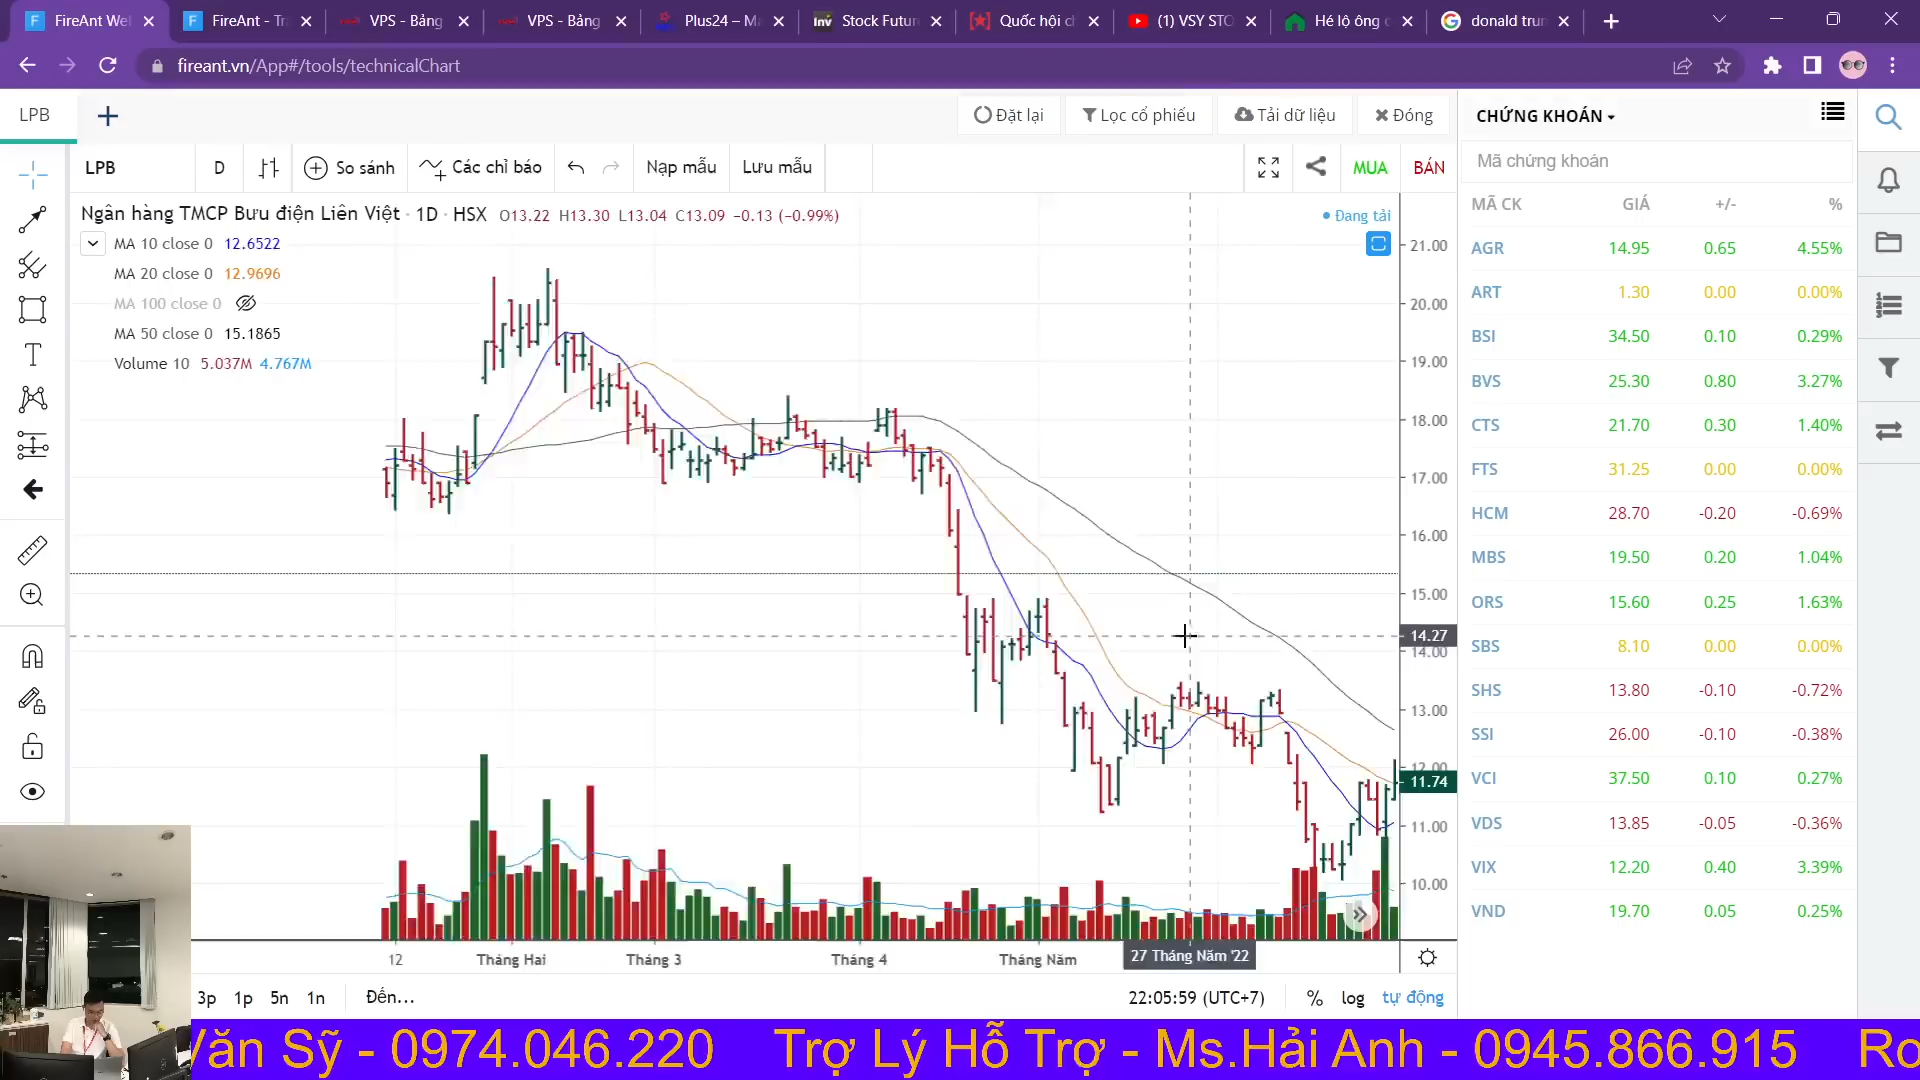 FireAnt Wel
FireAnt - Tra
VPS - Bảng
VPS - Bảng
Plus24 – M
Stock Futur
Quốc hội ch
(1) VSY STO
Hé lộ ông c
donald trum
fireant.vn/App#/tools/technicalChart
LPB
Đặt lại
Lọc cổ phiếu
Tải dữ liệu
Đóng
CHỨNG KHOÁN
LPB
D
So sánh
Các chỉ báo
Nạp mẫu
Lưu mẫu
MUA
BÁN
Mã chứng khoán
Ngân hàng TMCP Bưu điện Liên Việt · 1D · HSX O13.22 H13.30 L13.04 C13.09 −0.13 (−0.99%)
Đang tải
MA 10 close 0 12.6522
MA 20 close 0 12.9696
MA 100 close 0
MA 50 close 0 15.1865
Volume 10 5.037M 4.767M
21.00
20.00
19.00
18.00
17.00
16.00
15.00
14.27
14.00
13.00
12.00
11.74
11.00
10.00
MÃ CK GIÁ +/- %
AGR 14.95 0.65 4.55%
ART 1.30 0.00 0.00%
BSI 34.50 0.10 0.29%
BVS 25.30 0.80 3.27%
CTS 21.70 0.30 1.40%
FTS 31.25 0.00 0.00%
HCM 28.70 -0.20 -0.69%
MBS 19.50 0.20 1.04%
ORS 15.60 0.25 1.63%
SBS 8.10 0.00 0.00%
SHS 13.80 -0.10 -0.72%
SSI 26.00 -0.10 -0.38%
VCI 37.50 0.10 0.27%
VDS 13.85 -0.05 -0.36%
VIX 12.20 0.40 3.39%
VND 19.70 0.05 0.25%
12 Tháng Hai Tháng 3 Tháng 4 Tháng Năm 27 Tháng Năm '22
3p 1p 5n 1n Đến... 22:05:59 (UTC+7) % log tự động
Văn Sỹ - 0974.046.220 Trợ Lý Hỗ Trợ - Ms.Hải Anh - 0945.866.915 Ro